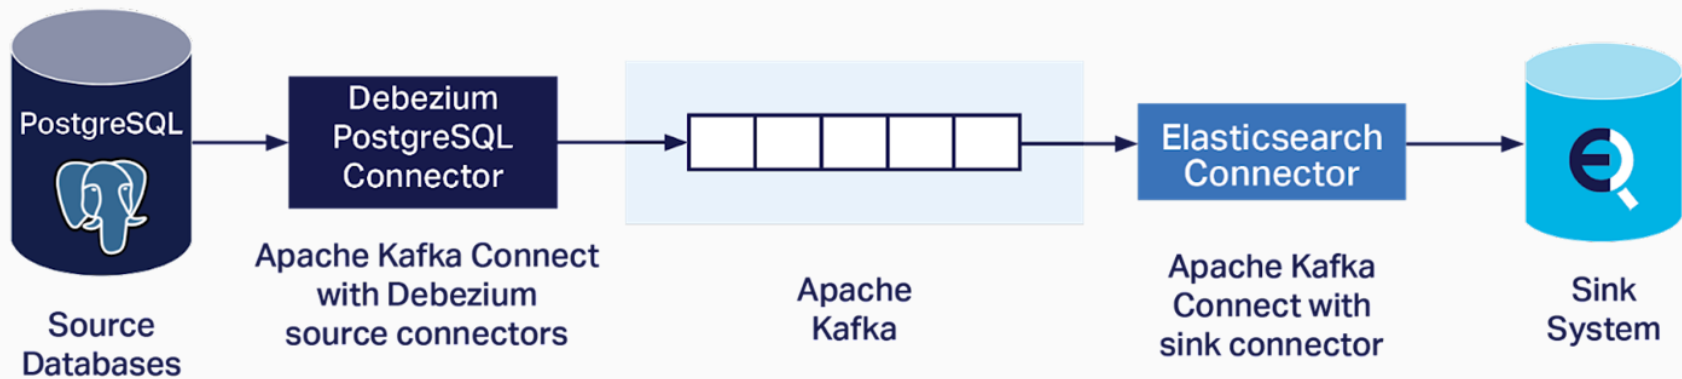 PostgreSQL
Source
Databases
Debezium
PostgreSQL
Connector
Apache Kafka Connect
with Debezium
source connectors
Apache
Kafka
Elasticsearch
Connector
Apache Kafka
Connect with
sink connector
Sink
System